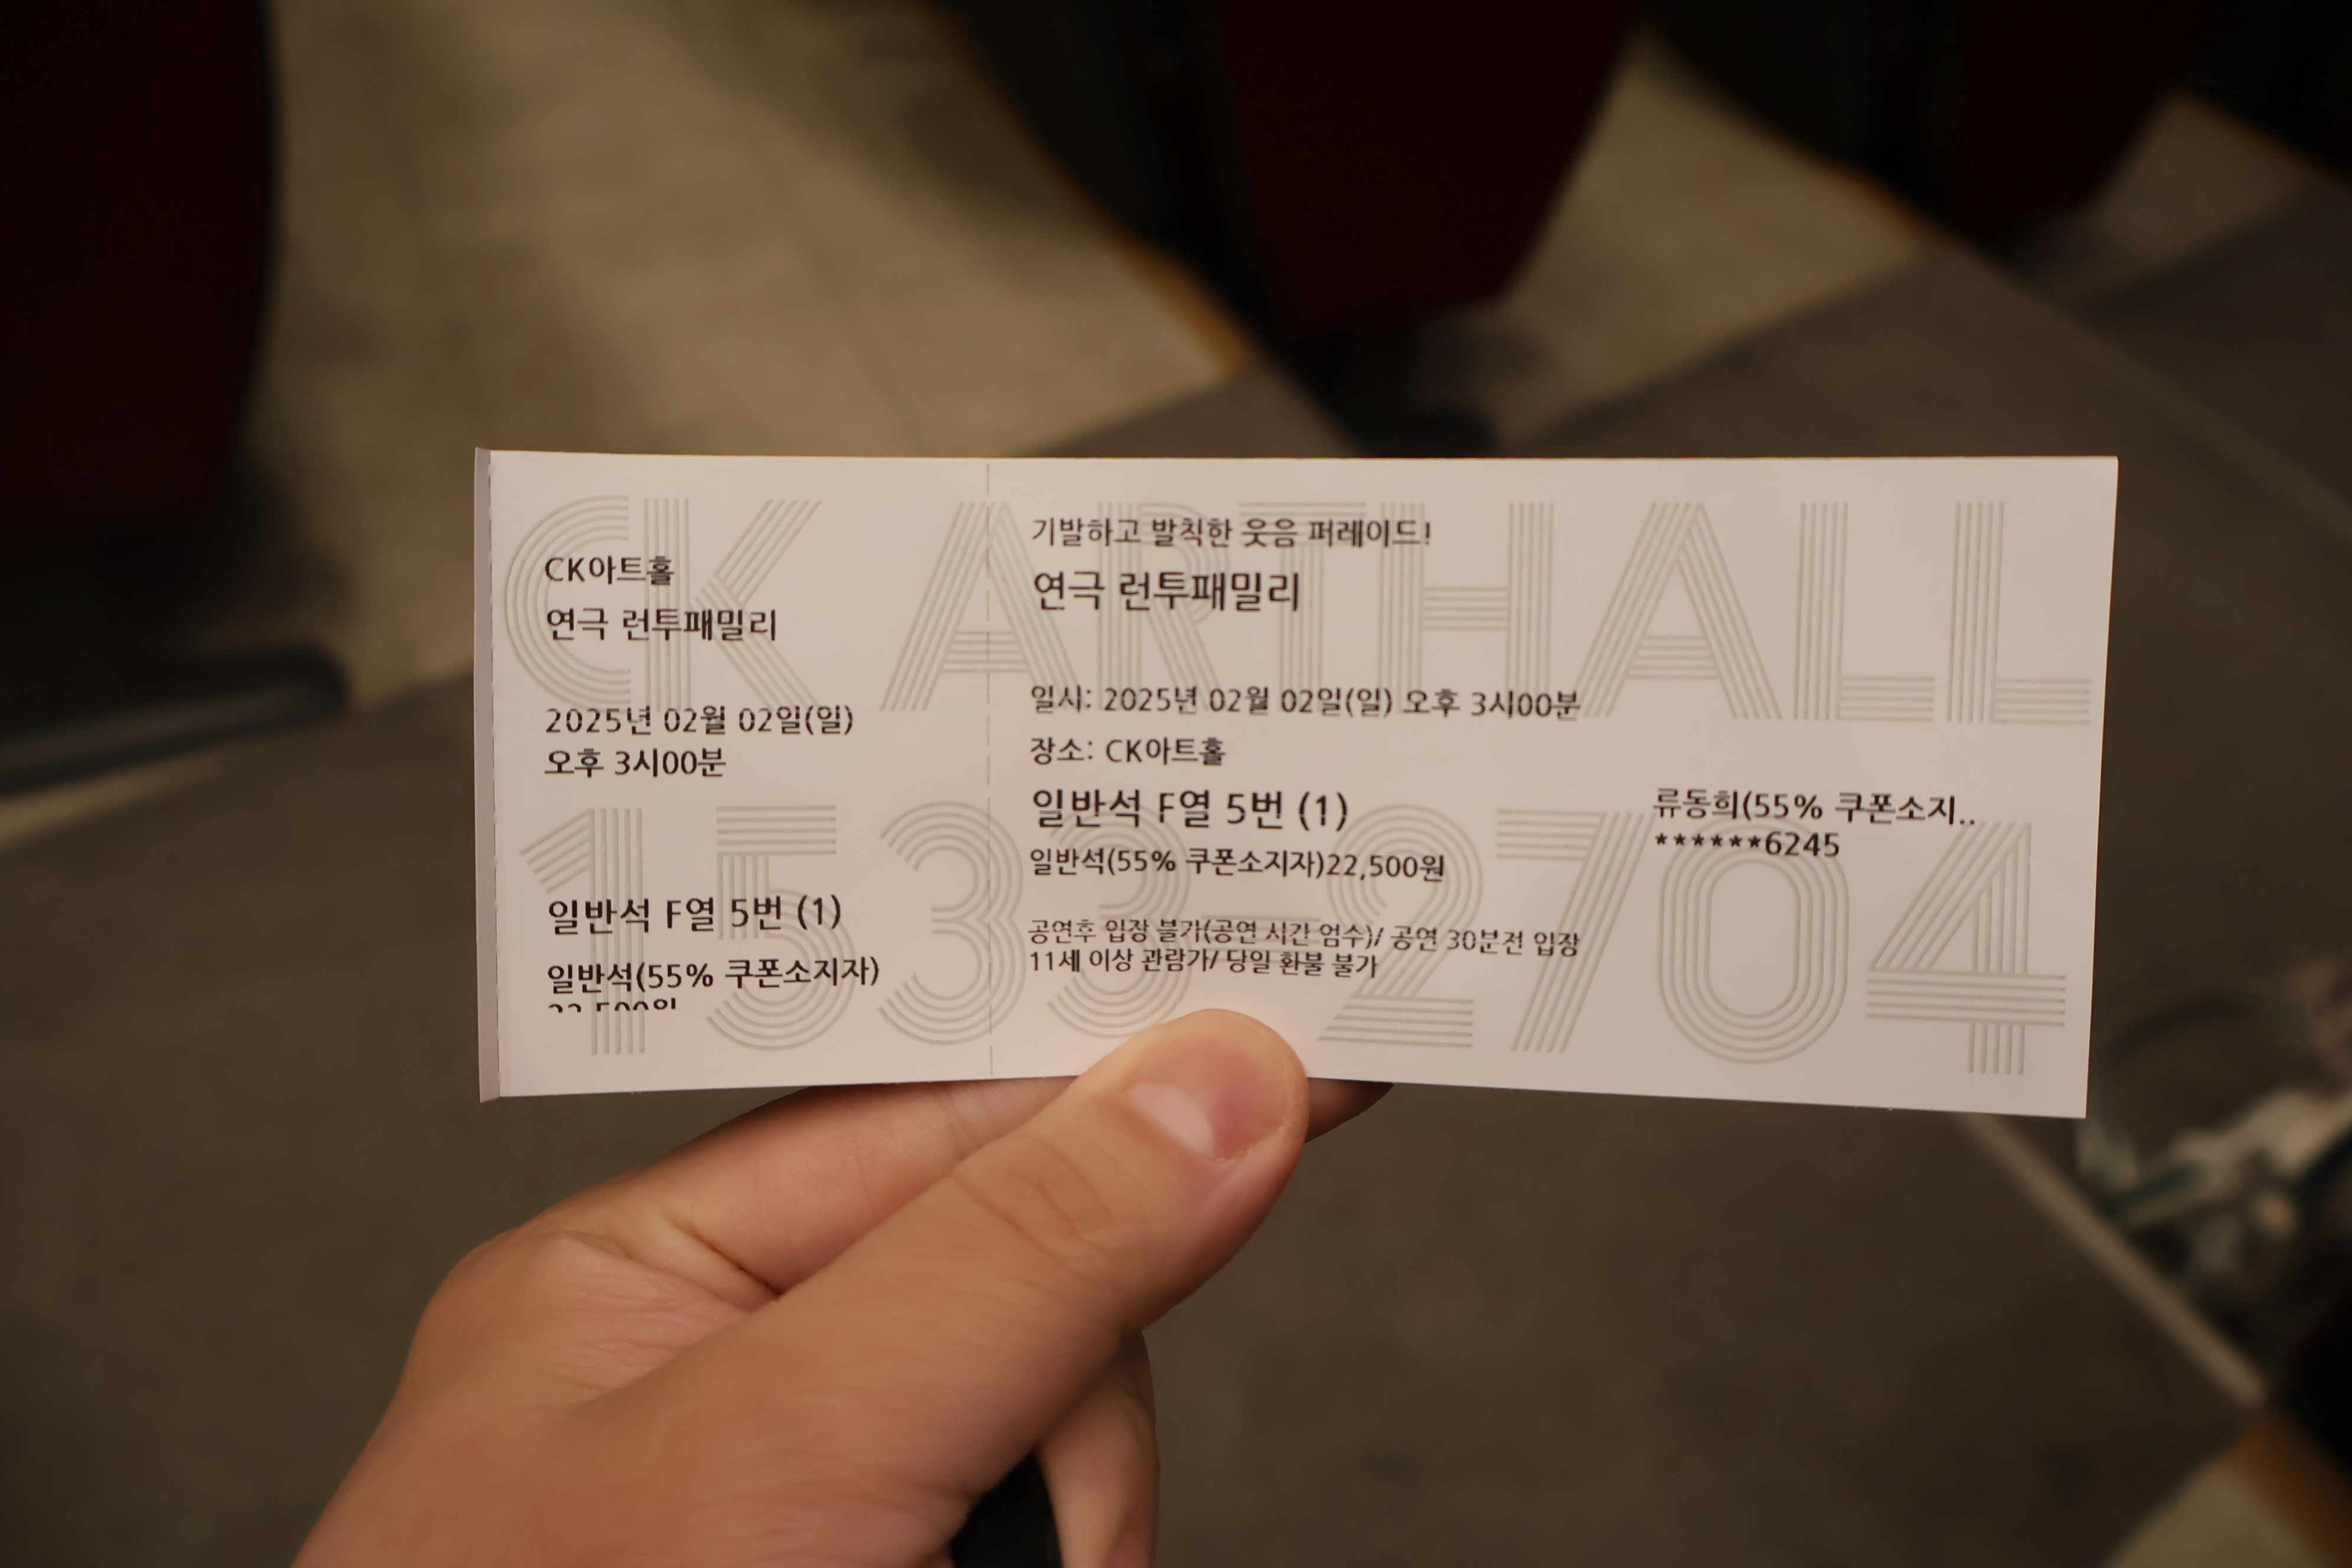 CK ARTHALL
1533-2704
CK아트홀
연극 런투패밀리
2025년 02월 02일(일)
오후 3시00분
일반석 F열 5번 (1)
일반석(55% 쿠폰소지자)
22,500원
기발하고 발칙한 웃음 퍼레이드!
연극 런투패밀리
일시: 2025년 02월 02일(일) 오후 3시00분
장소: CK아트홀
일반석 F열 5번 (1)
일반석(55% 쿠폰소지자)22,500원
공연후 입장 불가(공연 시간 엄수)/ 공연 30분전 입장
11세 이상 관람가/ 당일 환불 불가
류동희(55% 쿠폰소지..
******6245